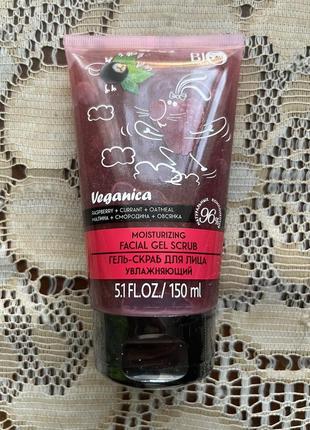 BIO
Veganica
RASPBERRY + CURRANT + OATMEAL
МАЛИНА + СМОРОДИНА + ОВСЯНКА
96
MOISTURIZING
FACIAL GEL SCRUB
ГЕЛЬ-СКРАБ ДЛЯ ЛИЦА
УВЛАЖНЯЮЩИЙ
5.1 FL.OZ./ 150 ml